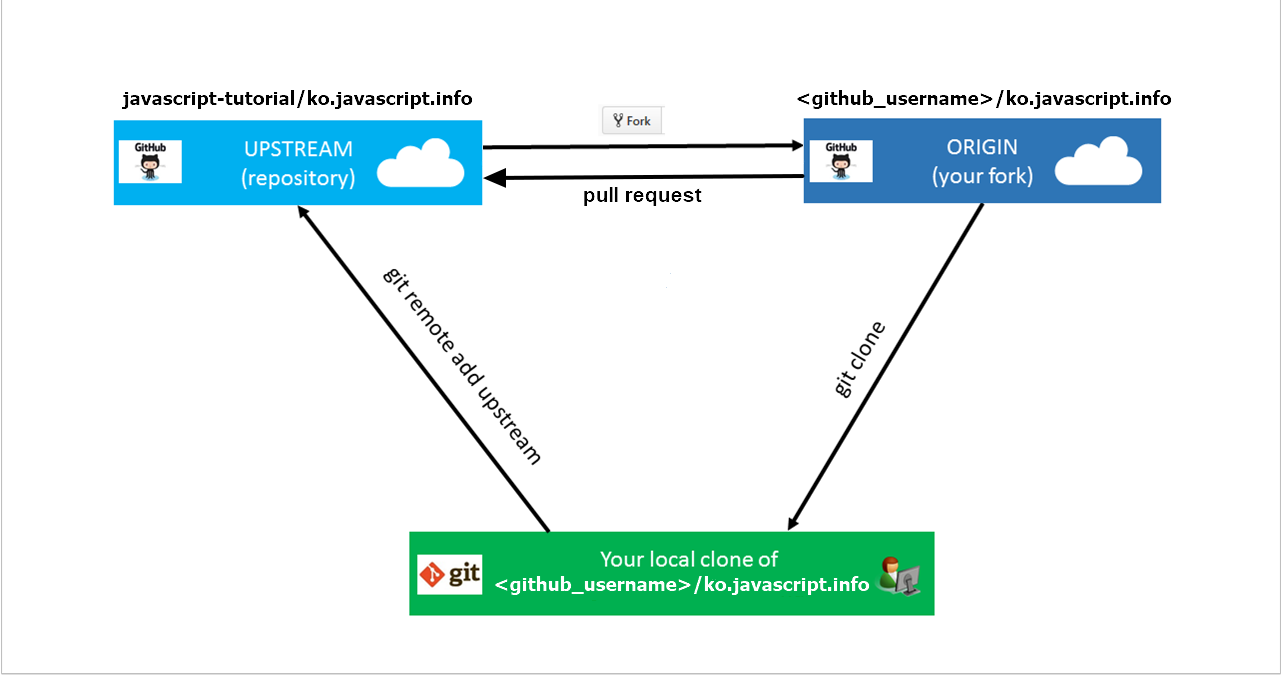 javascript-tutorial/ko.javascript.info
<github_username>/ko.javascript.info
Fork
GitHub
UPSTREAM
(repository)
GitHub
ORIGIN
(your fork)
pull request
git remote add upstream
git clone
git
Your local clone of
<github_username>/ko.javascript.info